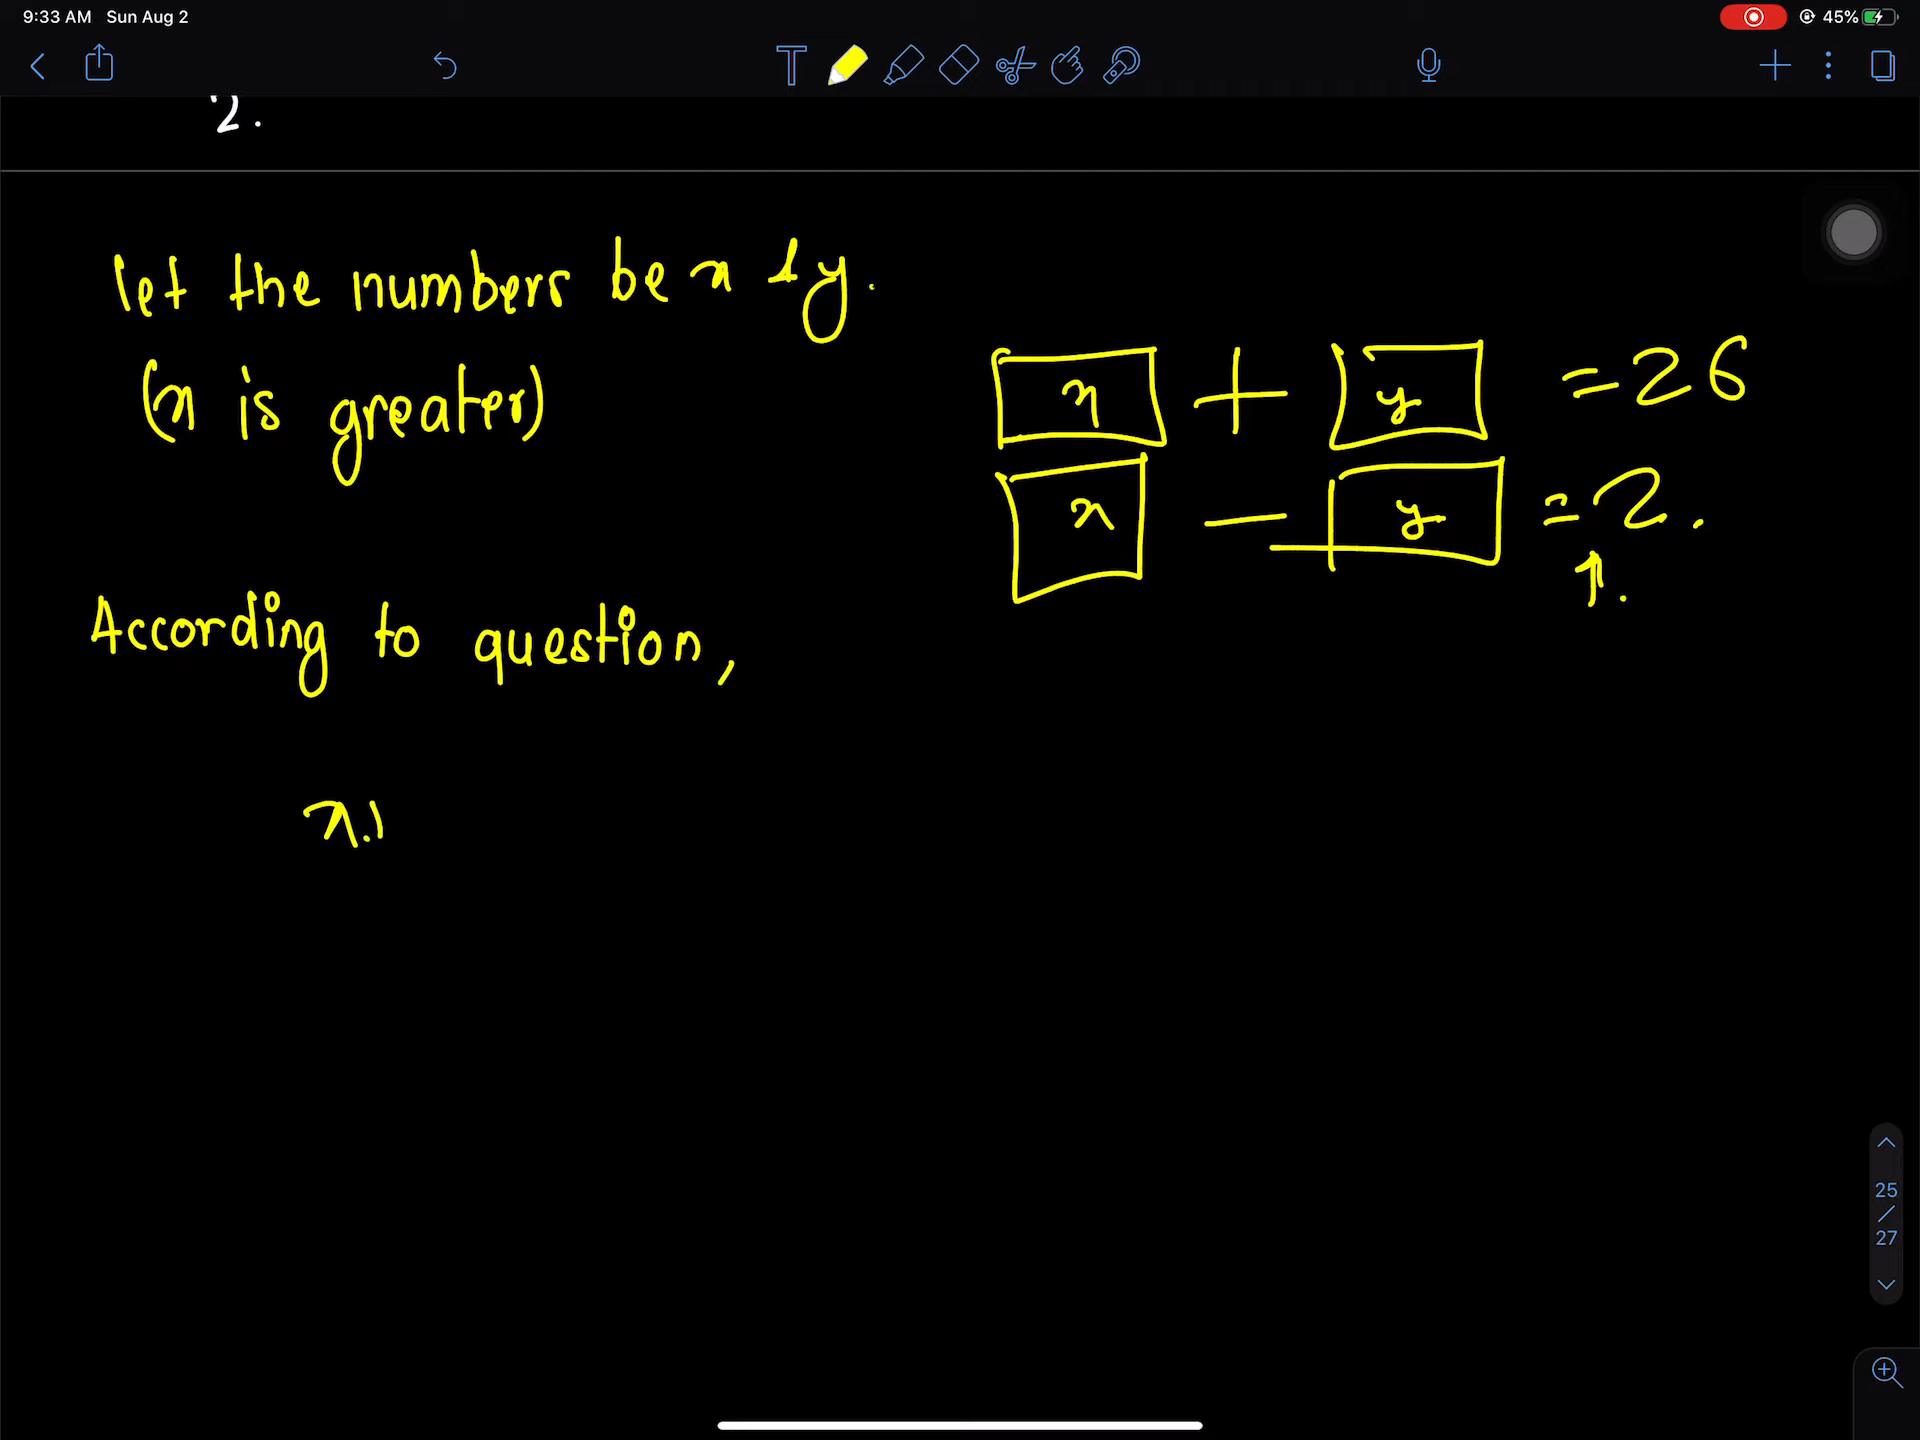 9:33 AM Sun Aug 2
45%
2.
let the numbers be x & y.
(x is greater)
x + y = 26
x - y = 2.
According to question,
x.
25
/
27